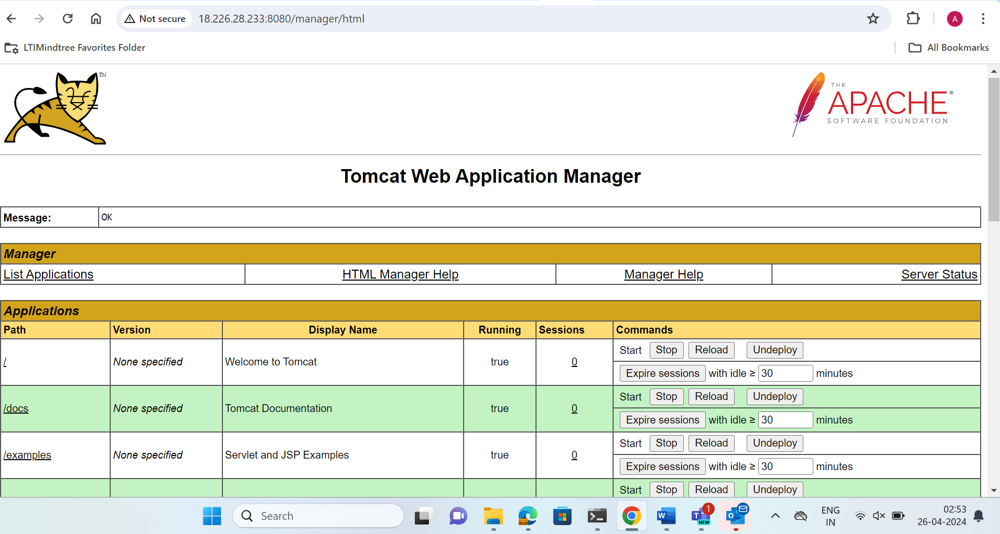 Not secure 18.226.28.233:8080/manager/html A
LTIMindtree Favorites Folder All Bookmarks
TM
THE
APACHE®
SOFTWARE FOUNDATION
Tomcat Web Application Manager
Message: OK
Manager
List Applications HTML Manager Help Manager Help Server Status
Applications
Path Version Display Name Running Sessions Commands
/ None specified Welcome to Tomcat true 0 Start Stop Reload Undeploy
Expire sessions with idle ≥ 30 minutes
/docs None specified Tomcat Documentation true 0 Start Stop Reload Undeploy
Expire sessions with idle ≥ 30 minutes
/examples None specified Servlet and JSP Examples true 0 Start Stop Reload Undeploy
Expire sessions with idle ≥ 30 minutes
Start Stop Reload Undeploy
Search W T 1 NEW O ENG IN 02:53
26-04-2024